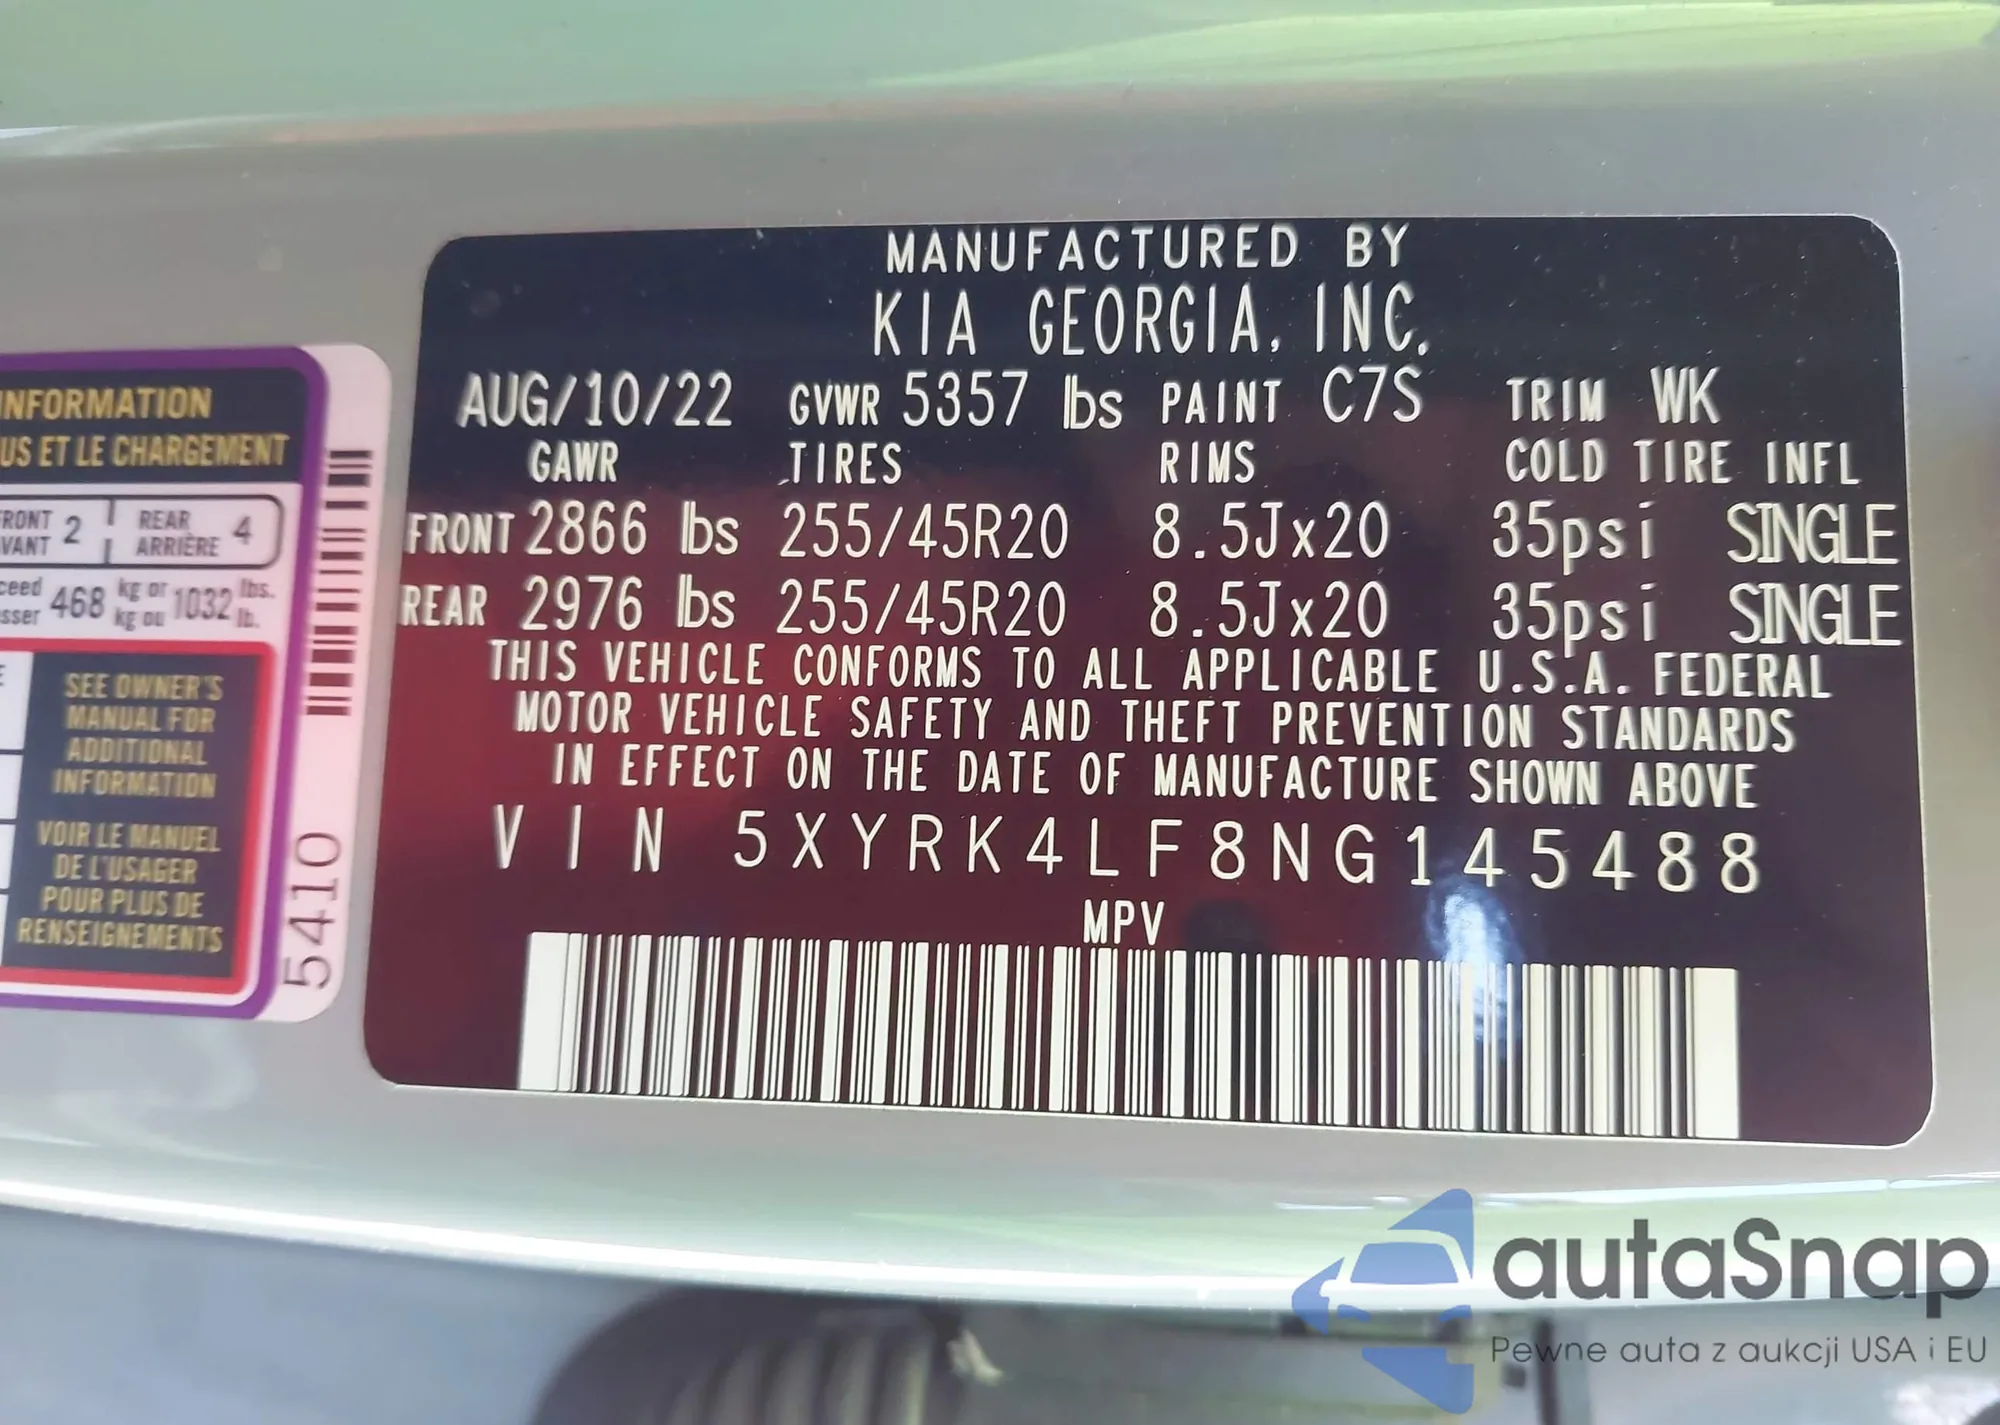 MANUFACTURED BY
KIA GEORGIA, INC.
AUG/10/22 GVWR 5357 lbs PAINT C7S TRIM WK
GAWR TIRES RIMS COLD TIRE INFL
FRONT 2866 lbs 255/45R20 8.5Jx20 35psi SINGLE
REAR 2976 lbs 255/45R20 8.5Jx20 35psi SINGLE
THIS VEHICLE CONFORMS TO ALL APPLICABLE U.S.A. FEDERAL
MOTOR VEHICLE SAFETY AND THEFT PREVENTION STANDARDS
IN EFFECT ON THE DATE OF MANUFACTURE SHOWN ABOVE
VIN 5XYRK4LF8NG145488
MPV
INFORMATION
US ET LE CHARGEMENT
FRONT 2 REAR 4
AVANT ARRIÈRE
468 kg or 1032 lbs.
kg ou lb.
SEE OWNER'S
MANUAL FOR
ADDITIONAL
INFORMATION
VOIR LE MANUEL
DE L'USAGER
POUR PLUS DE
RENSEIGNEMENTS
5410
autaSnap
Pewne auta z aukcji USA i EU